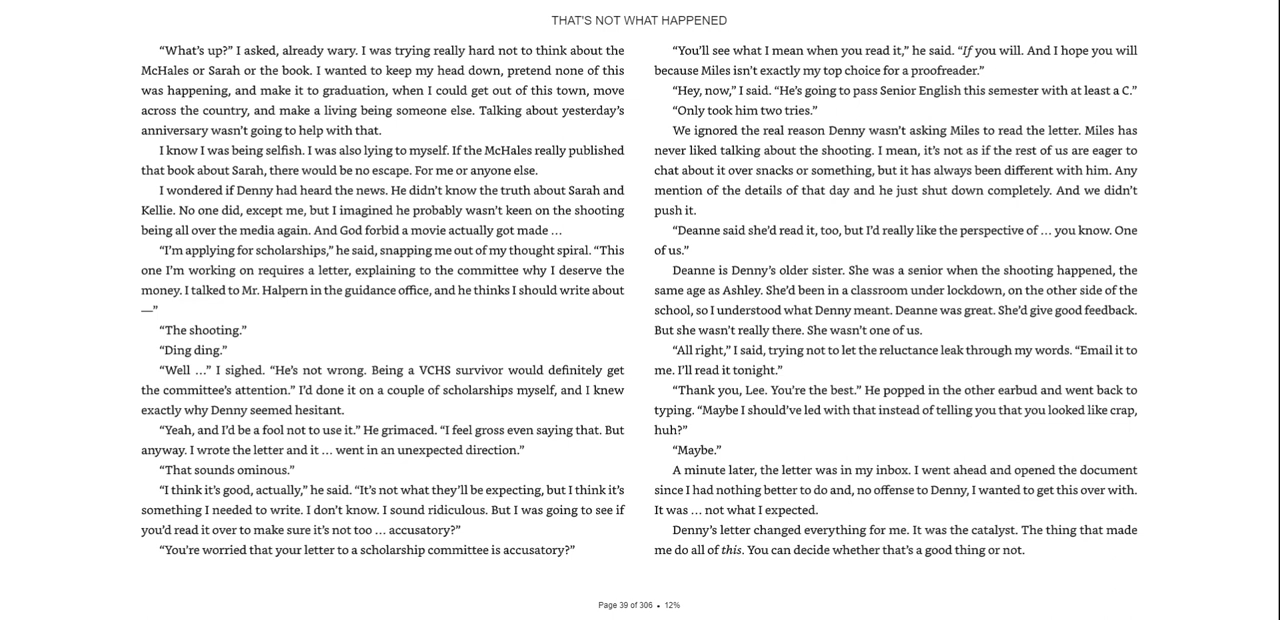 THAT'S NOT WHAT HAPPENED
“What’s up?” I asked, already wary. I was trying really hard not to think about the
McHales or Sarah or the book. I wanted to keep my head down, pretend none of this
was happening, and make it to graduation, when I could get out of this town, move
across the country, and make a living being someone else. Talking about yesterday’s
anniversary wasn’t going to help with that.
I know I was being selfish. I was also lying to myself. If the McHales really published
that book about Sarah, there would be no escape. For me or anyone else.
I wondered if Denny had heard the news. He didn’t know the truth about Sarah and
Kellie. No one did, except me, but I imagined he probably wasn’t keen on the shooting
being all over the media again. And God forbid a movie actually got made …
“I’m applying for scholarships,” he said, snapping me out of my thought spiral. “This
one I’m working on requires a letter, explaining to the committee why I deserve the
money. I talked to Mr. Halpern in the guidance office, and he thinks I should write about
—”
“The shooting.”
“Ding ding.”
“Well …” I sighed. “He’s not wrong. Being a VCHS survivor would definitely get
the committee’s attention.” I’d done it on a couple of scholarships myself, and I knew
exactly why Denny seemed hesitant.
“Yeah, and I’d be a fool not to use it.” He grimaced. “I feel gross even saying that. But
anyway. I wrote the letter and it … went in an unexpected direction.”
“That sounds ominous.”
“I think it’s good, actually,” he said. “It’s not what they’ll be expecting, but I think it’s
something I needed to write. I don’t know. I sound ridiculous. But I was going to see if
you’d read it over to make sure it’s not too … accusatory?”
“You’re worried that your letter to a scholarship committee is accusatory?”
“You’ll see what I mean when you read it,” he said. “If you will. And I hope you will
because Miles isn’t exactly my top choice for a proofreader.”
“Hey, now,” I said. “He’s going to pass Senior English this semester with at least a C.”
“Only took him two tries.”
We ignored the real reason Denny wasn’t asking Miles to read the letter. Miles has
never liked talking about the shooting. I mean, it’s not as if the rest of us are eager to
chat about it over snacks or something, but it has always been different with him. Any
mention of the details of that day and he just shut down completely. And we didn’t
push it.
“Deanne said she’d read it, too, but I’d really like the perspective of … you know. One
of us.”
Deanne is Denny’s older sister. She was a senior when the shooting happened, the
same age as Ashley. She’d been in a classroom under lockdown, on the other side of the
school, so I understood what Denny meant. Deanne was great. She’d give good feedback.
But she wasn’t really there. She wasn’t one of us.
“All right,” I said, trying not to let the reluctance leak through my words. “Email it to
me. I’ll read it tonight.”
“Thank you, Lee. You’re the best.” He popped in the other earbud and went back to
typing. “Maybe I should’ve led with that instead of telling you that you looked like crap,
huh?”
“Maybe.”
A minute later, the letter was in my inbox. I went ahead and opened the document
since I had nothing better to do and, no offense to Denny, I wanted to get this over with.
It was … not what I expected.
Denny’s letter changed everything for me. It was the catalyst. The thing that made
me do all of this. You can decide whether that’s a good thing or not.
Page 39 of 306 • 12%